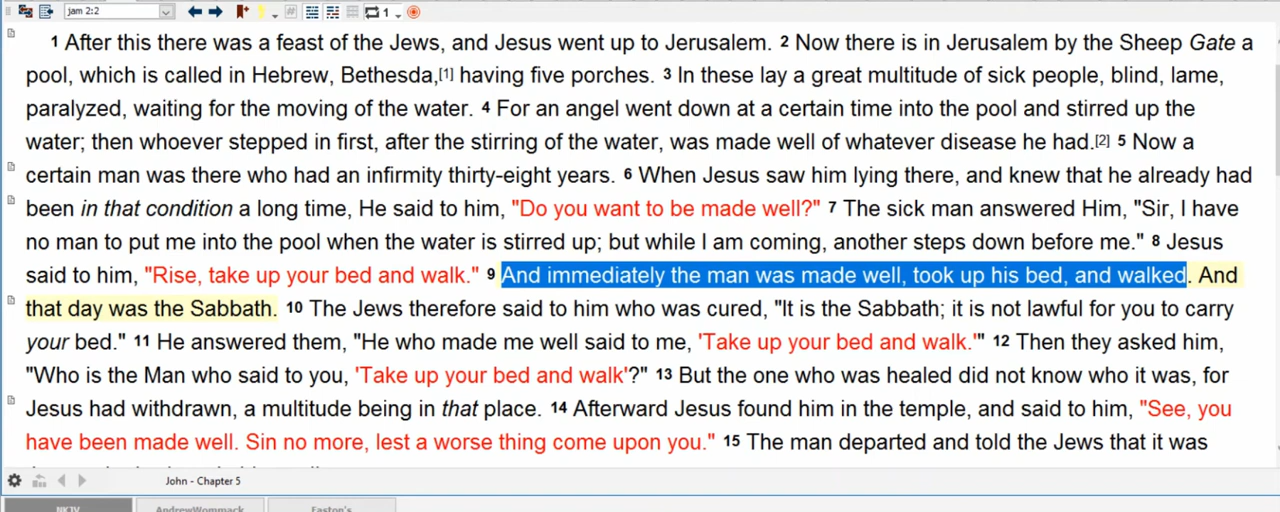 jam 2:2
1
1 After this there was a feast of the Jews, and Jesus went up to Jerusalem. 2 Now there is in Jerusalem by the Sheep Gate a
pool, which is called in Hebrew, Bethesda,[1] having five porches. 3 In these lay a great multitude of sick people, blind, lame,
paralyzed, waiting for the moving of the water. 4 For an angel went down at a certain time into the pool and stirred up the
water; then whoever stepped in first, after the stirring of the water, was made well of whatever disease he had.[2] 5 Now a
certain man was there who had an infirmity thirty-eight years. 6 When Jesus saw him lying there, and knew that he already had
been in that condition a long time, He said to him, "Do you want to be made well?" 7 The sick man answered Him, "Sir, I have
no man to put me into the pool when the water is stirred up; but while I am coming, another steps down before me." 8 Jesus
said to him, "Rise, take up your bed and walk." 9 And immediately the man was made well, took up his bed, and walked. And
that day was the Sabbath. 10 The Jews therefore said to him who was cured, "It is the Sabbath; it is not lawful for you to carry
your bed." 11 He answered them, "He who made me well said to me, 'Take up your bed and walk.'" 12 Then they asked him,
"Who is the Man who said to you, 'Take up your bed and walk'?" 13 But the one who was healed did not know who it was, for
Jesus had withdrawn, a multitude being in that place. 14 Afterward Jesus found him in the temple, and said to him, "See, you
have been made well. Sin no more, lest a worse thing come upon you." 15 The man departed and told the Jews that it was
John - Chapter 5
NKJV AndrewWommack Easton's